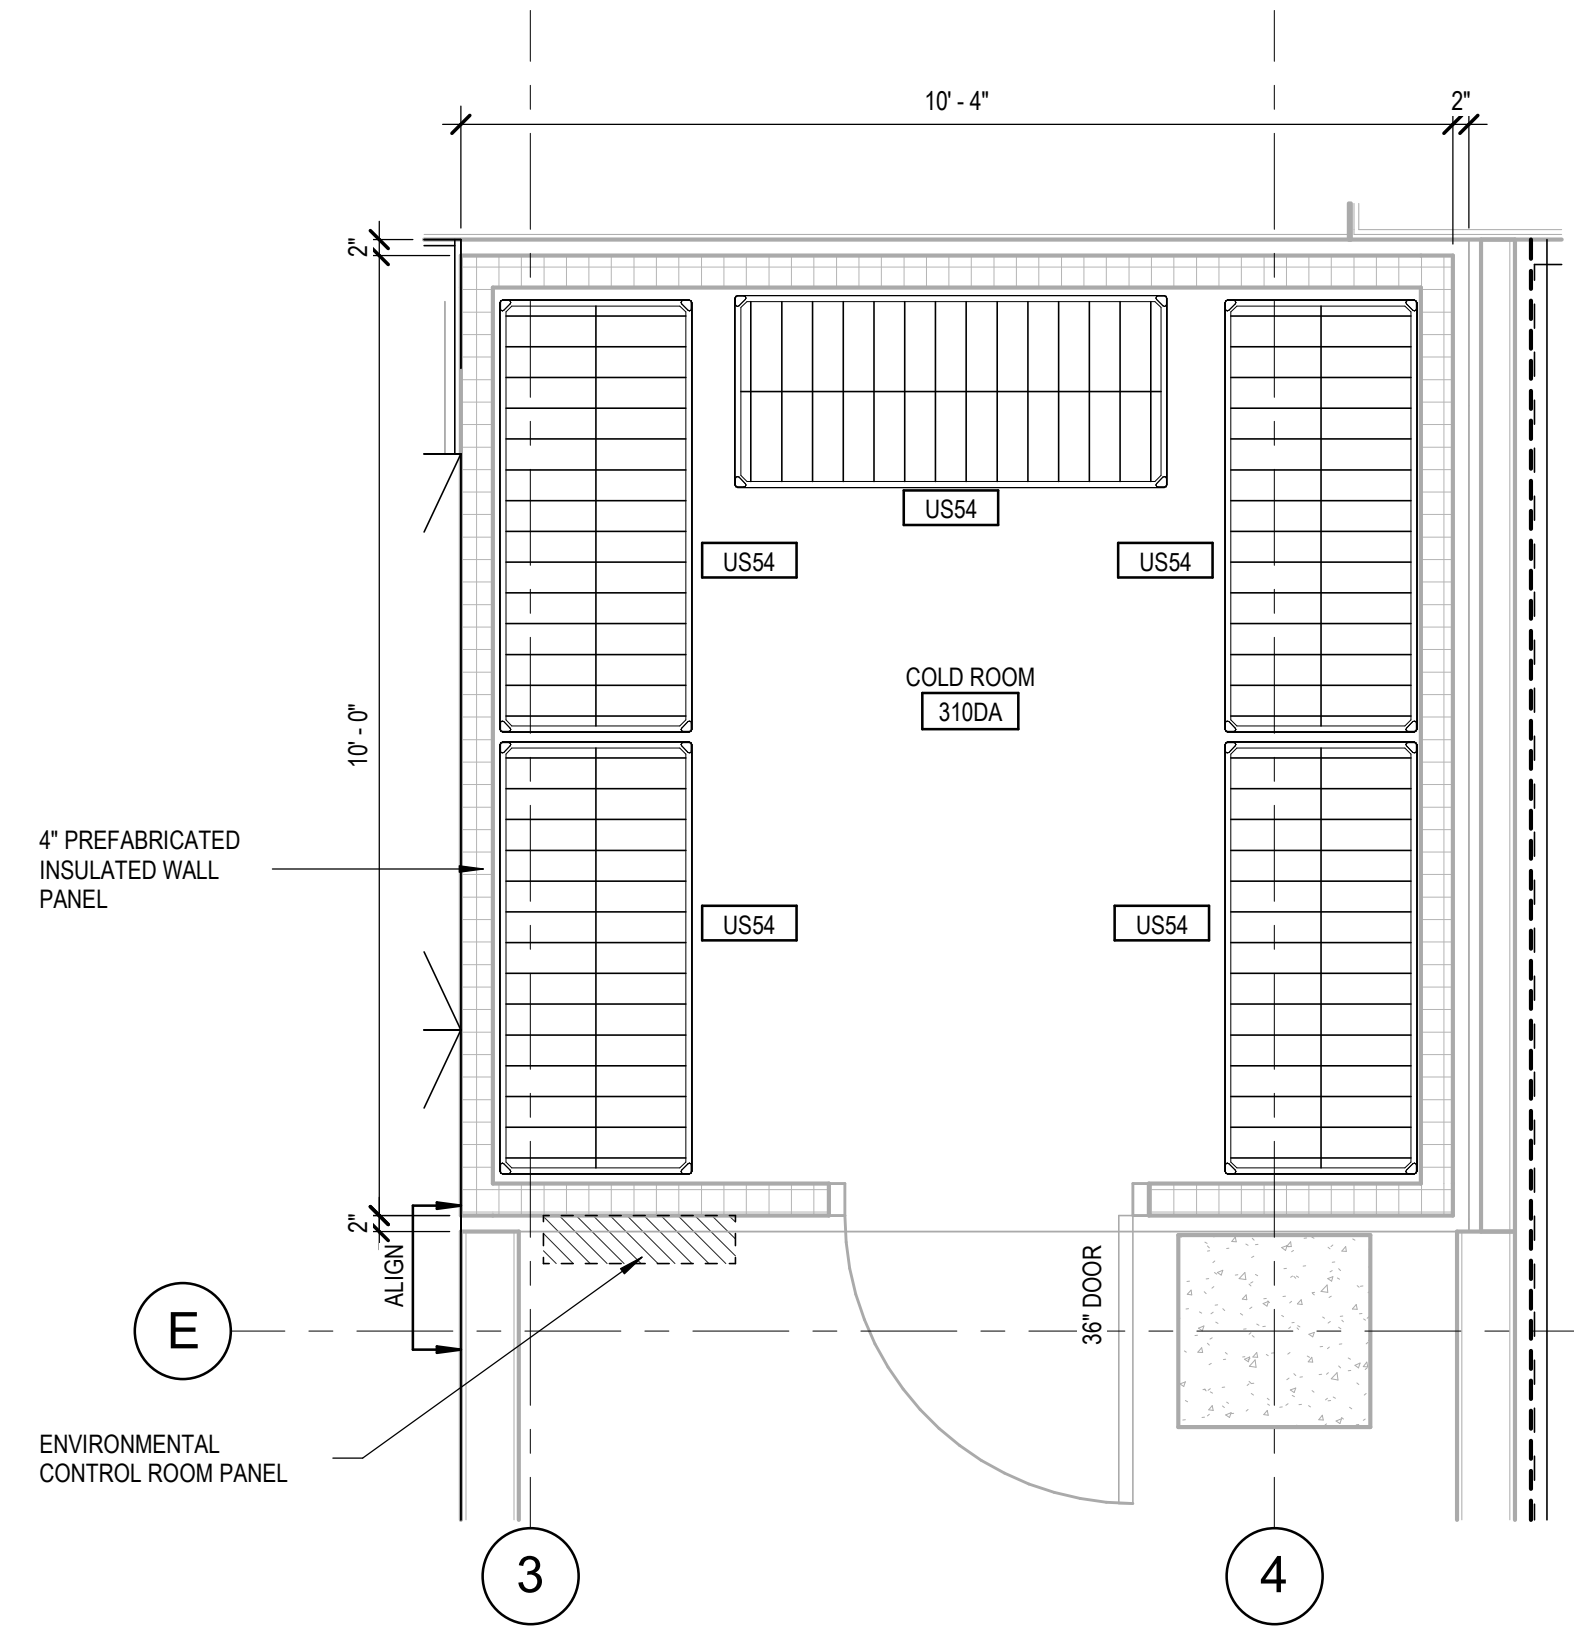 10' - 4"
2"
2"
US54
US54
US54
COLD ROOM
310DA
10' - 0"
4" PREFABRICATED
INSULATED WALL
PANEL
US54
US54
2"
ALIGN
36" DOOR
E
ENVIRONMENTAL
CONTROL ROOM PANEL
3
4